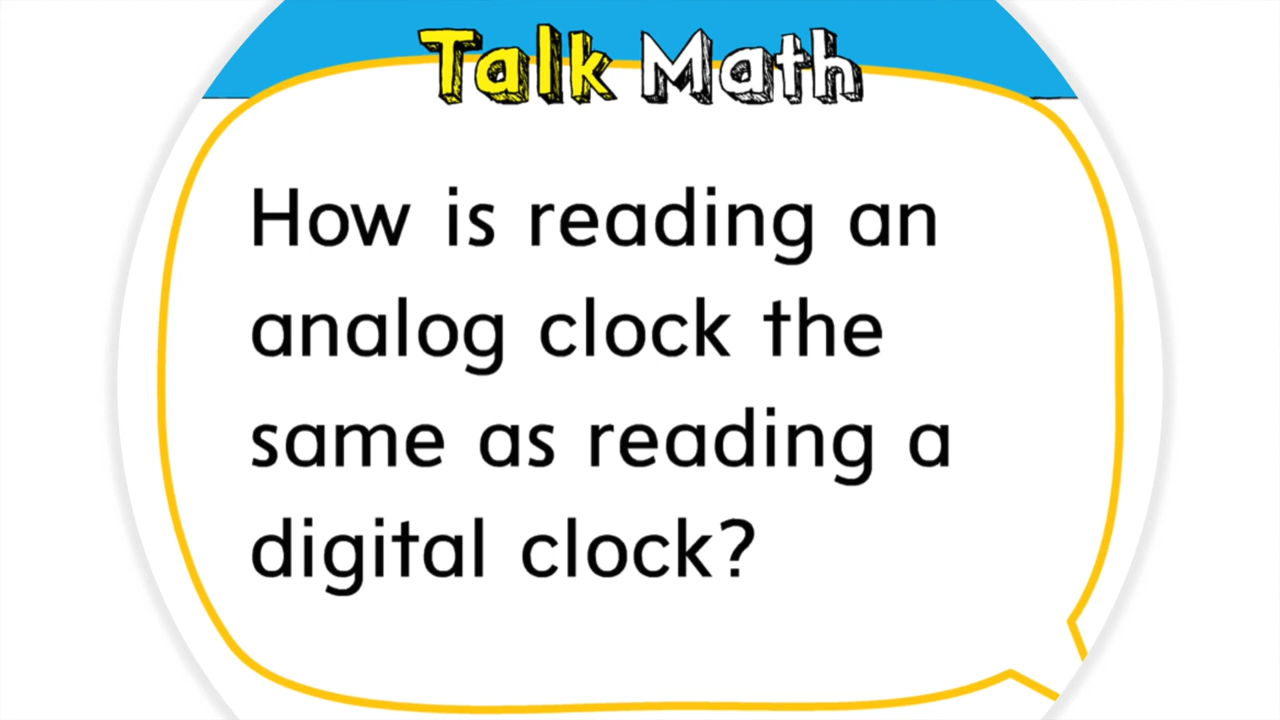 Talk Math
How is reading an
analog clock the
same as reading a
digital clock?